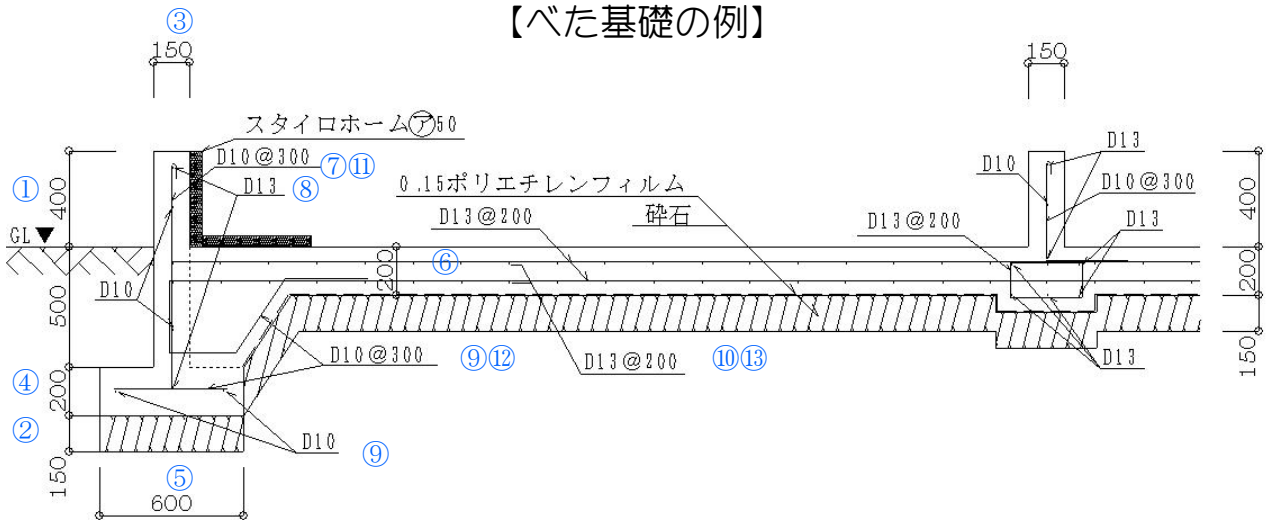 【べた基礎の例】
③
150
150
スタイロホーム㋐50
D10@300 ⑦⑪
D13 ⑧
0.15ポリエチレンフィルム
砕石
D13@200
D13
D10
D10@300
D13@200
D13
①
400
GL▼
400
200
⑥
200
D10
500
D10@300
⑨⑫
D13@200
⑩⑬
D13
150
④
200
②
D10
⑨
150
⑤
600